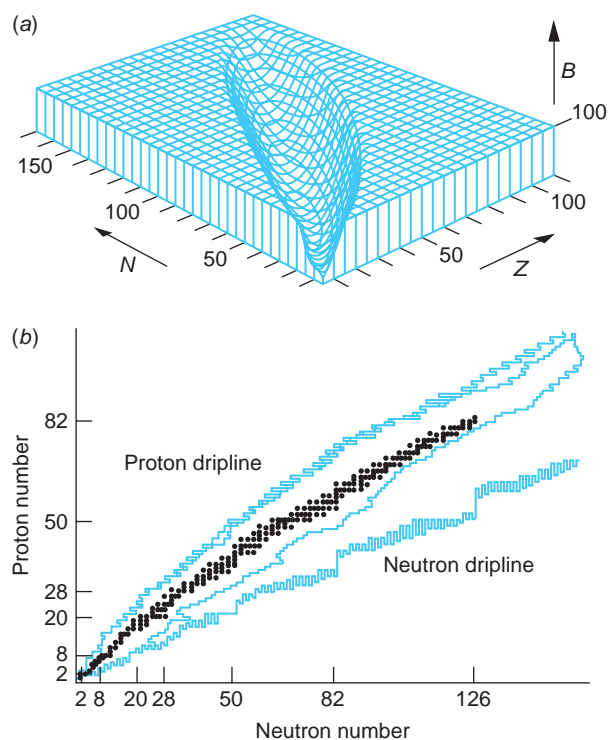 (a)
B
100
150
100
100
50
50
N
Z
(b)
82
Proton dripline
50
Neutron dripline
28
20
8
2
Proton number
2 8 20 28 50 82 126
Neutron number